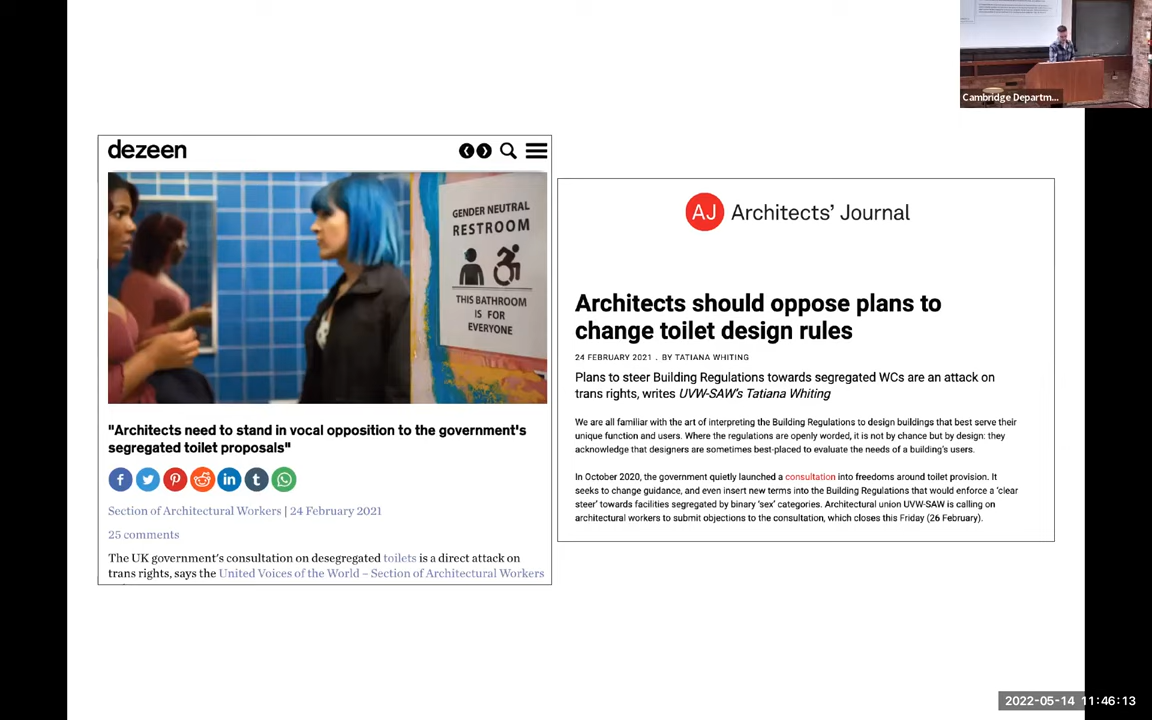 Cambridge Departm...
dezeen
GENDER NEUTRAL
RESTROOM
THIS BATHROOM
IS FOR
EVERYONE
"Architects need to stand in vocal opposition to the government's
segregated toilet proposals"
Section of Architectural Workers | 24 February 2021
25 comments
The UK government's consultation on desegregated toilets is a direct attack on
trans rights, says the United Voices of the World – Section of Architectural Workers
AJ Architects' Journal
Architects should oppose plans to
change toilet design rules
24 FEBRUARY 2021 . BY TATIANA WHITING
Plans to steer Building Regulations towards segregated WCs are an attack on
trans rights, writes UVW-SAW's Tatiana Whiting
We are all familiar with the art of interpreting the Building Regulations to design buildings that best serve their
unique function and users. Where the regulations are openly worded, it is not by chance but by design: they
acknowledge that designers are sometimes best-placed to evaluate the needs of a building's users.
In October 2020, the government quietly launched a consultation into freedoms around toilet provision. It
seeks to change guidance, and even insert new terms into the Building Regulations that would enforce a 'clear
steer' towards facilities segregated by binary 'sex' categories. Architectural union UVW-SAW is calling on
architectural workers to submit objections to the consultation, which closes this Friday (26 February).
2022-05-14 11:46:13